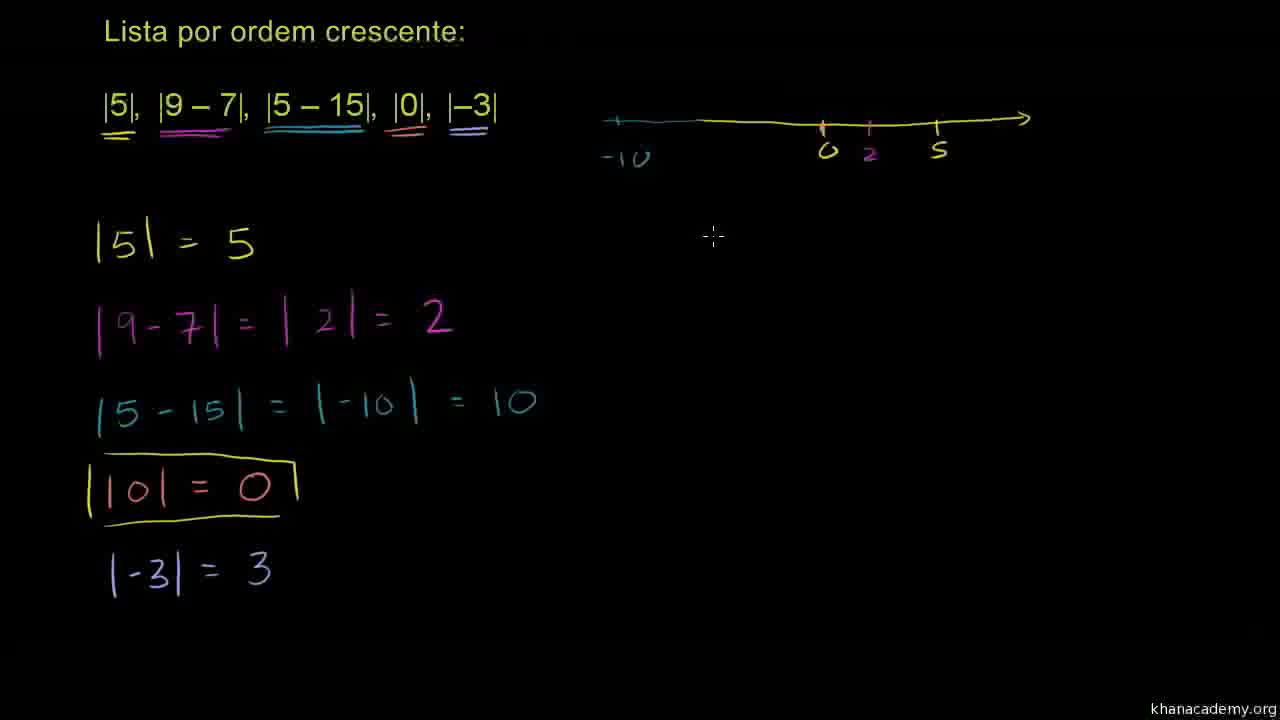 Lista por ordem crescente:
|5|, |9 – 7|, |5 – 15|, |0|, |–3|
-10 0 2 5
|5| = 5
|9 - 7| = |2| = 2
|5 - 15| = |-10| = 10
|0| = 0
|-3| = 3
khanacademy.org